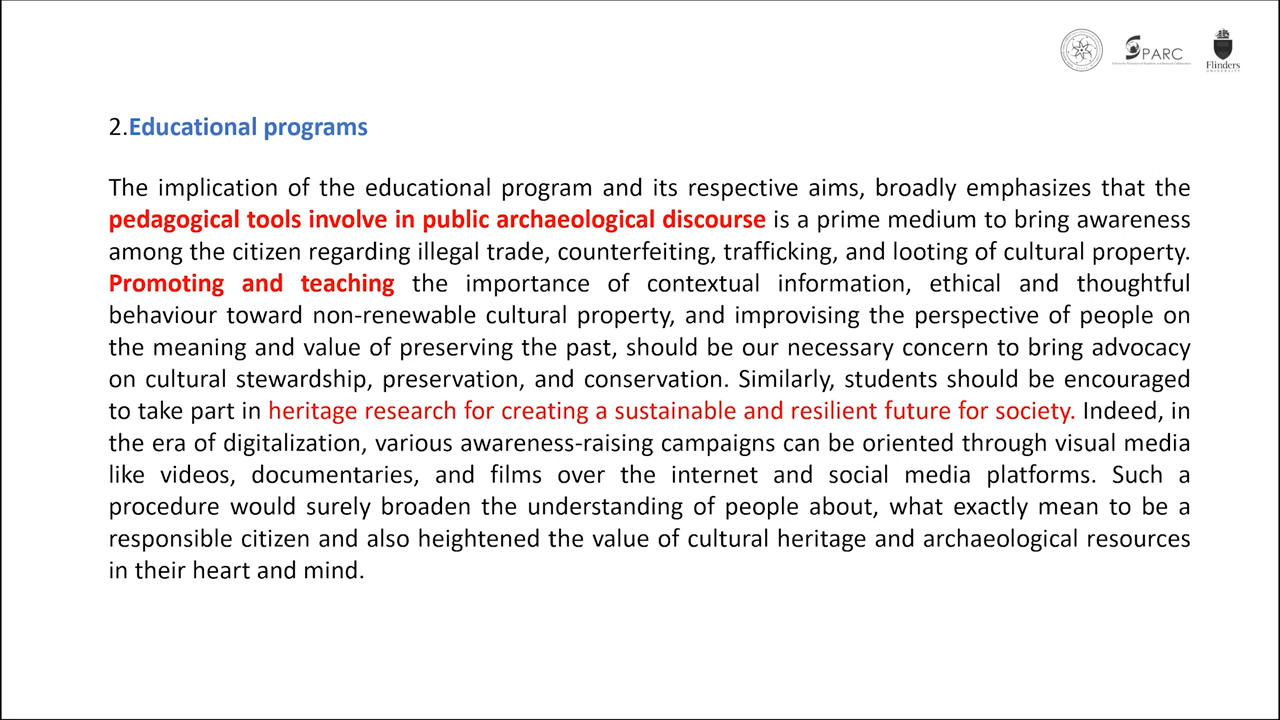 SPARC
Flinders
UNIVERSITY
2.Educational programs
The implication of the educational program and its respective aims, broadly emphasizes that the
pedagogical tools involve in public archaeological discourse is a prime medium to bring awareness
among the citizen regarding illegal trade, counterfeiting, trafficking, and looting of cultural property.
Promoting and teaching the importance of contextual information, ethical and thoughtful
behaviour toward non-renewable cultural property, and improvising the perspective of people on
the meaning and value of preserving the past, should be our necessary concern to bring advocacy
on cultural stewardship, preservation, and conservation. Similarly, students should be encouraged
to take part in heritage research for creating a sustainable and resilient future for society. Indeed, in
the era of digitalization, various awareness-raising campaigns can be oriented through visual media
like videos, documentaries, and films over the internet and social media platforms. Such a
procedure would surely broaden the understanding of people about, what exactly mean to be a
responsible citizen and also heightened the value of cultural heritage and archaeological resources
in their heart and mind.